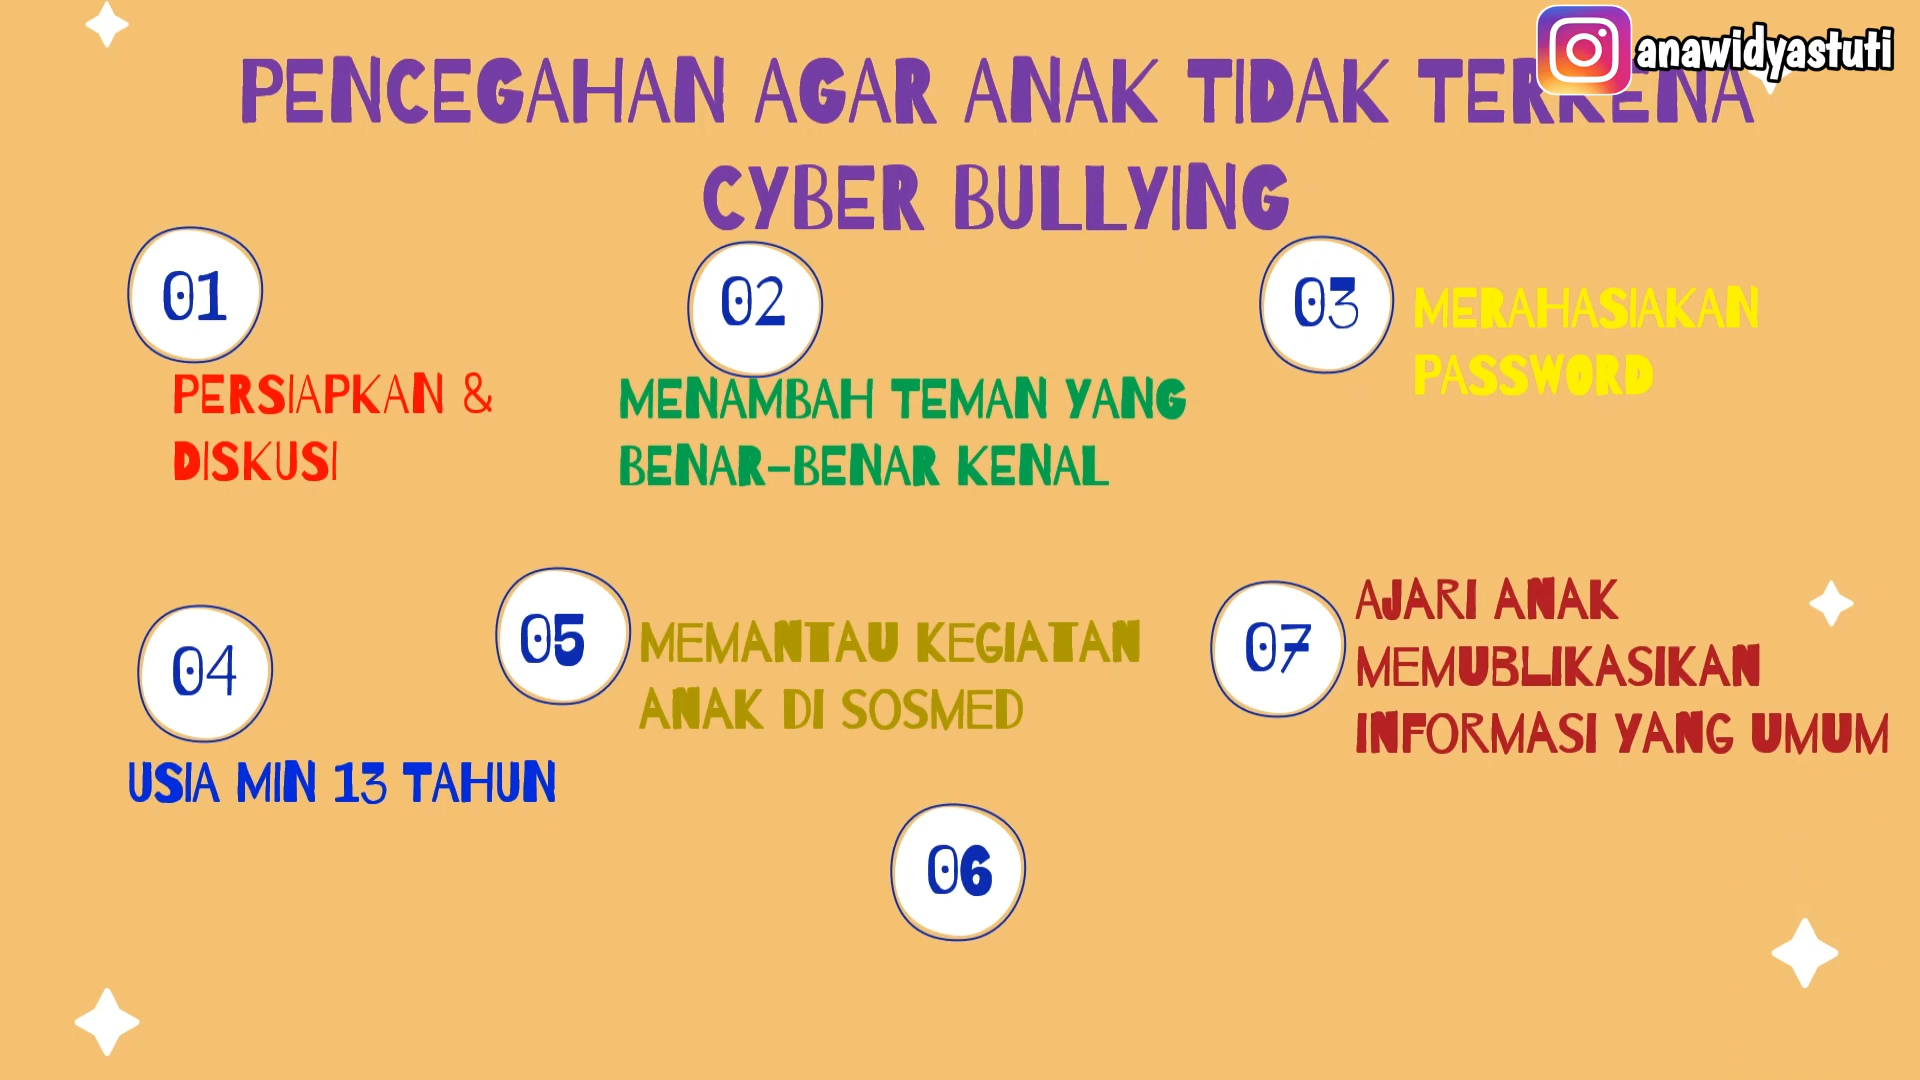 anawidyastuti
PENCEGAHAN AGAR ANAK TIDAK TERKENA
CYBER BULLYING
01
PERSIAPKAN &
DISKUSI
02
MENAMBAH TEMAN YANG
BENAR-BENAR KENAL
03
MERAHASIAKAN
PASSWORD
04
USIA MIN 13 TAHUN
05
MEMANTAU KEGIATAN
ANAK DI SOSMED
07
AJARI ANAK
MEMUBLIKASIKAN
INFORMASI YANG UMUM
06